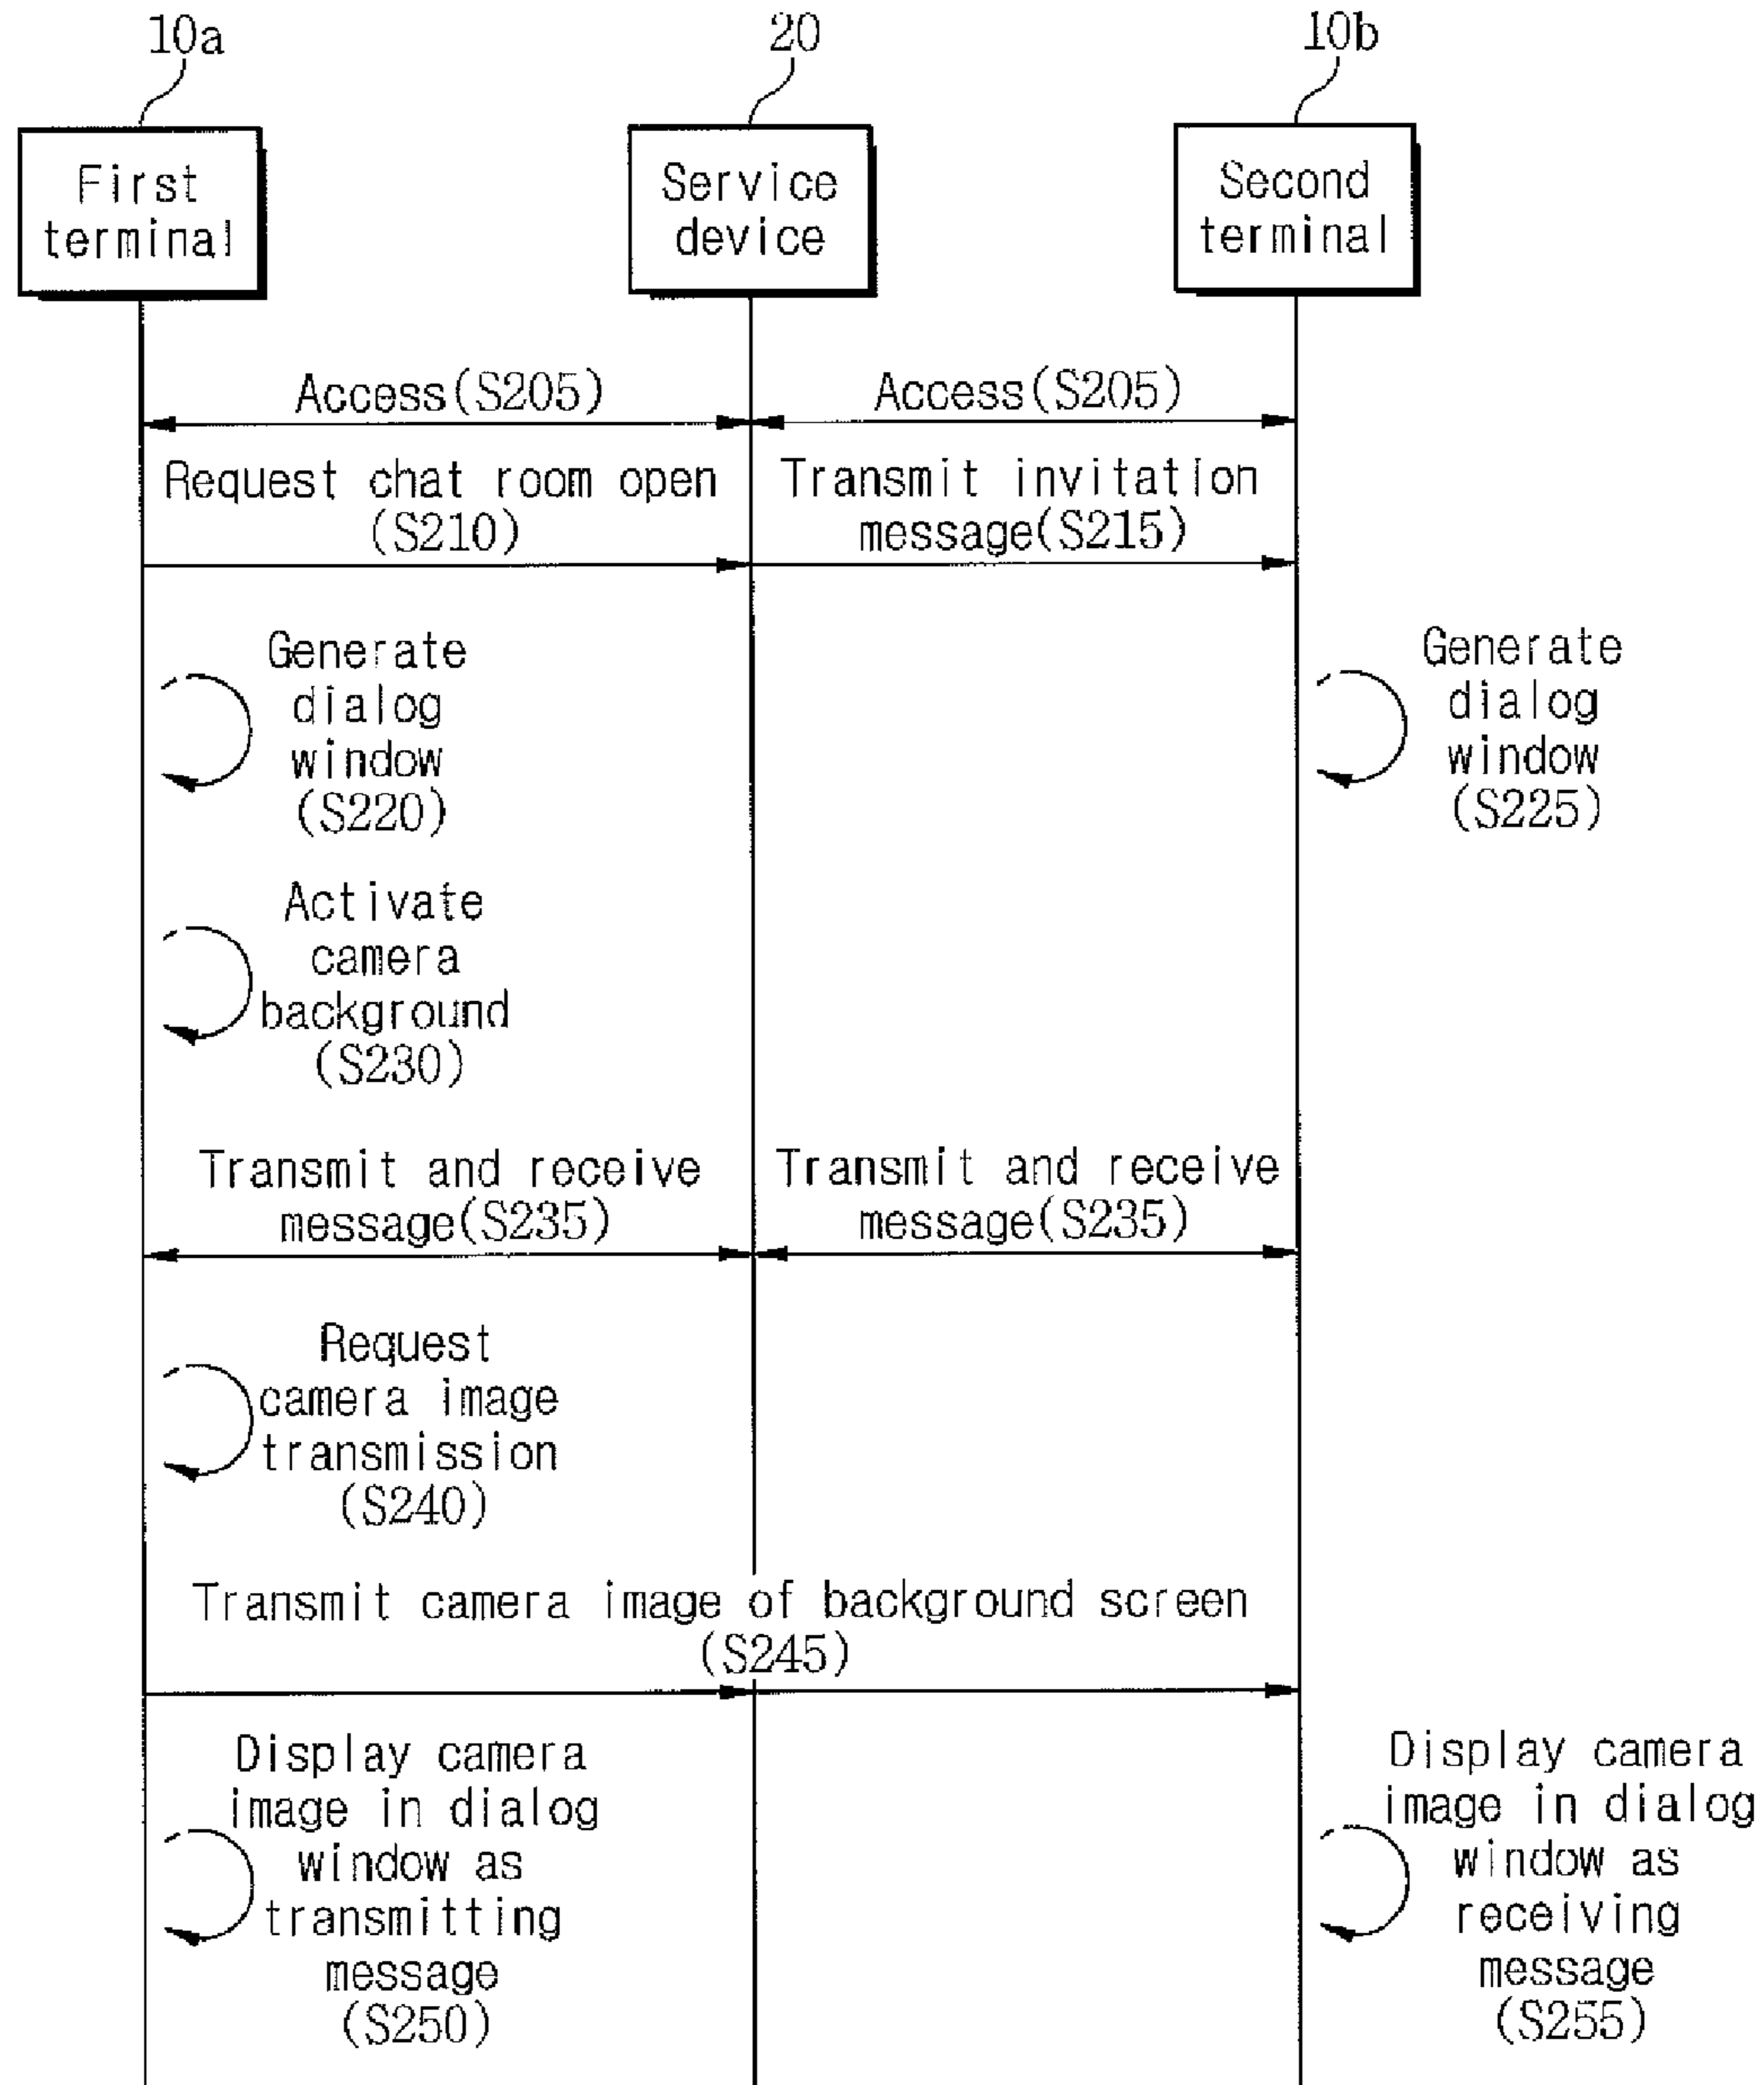 10a
20
10b
First
terminal
Service
device
Second
terminal
Access(S205)
Access(S205)
Request chat room open
(S210)
Transmit invitation
message(S215)
Generate
dialog
window
(S220)
Generate
dialog
window
(S225)
Activate
camera
background
(S230)
Transmit and receive
message(S235)
Transmit and receive
message(S235)
Request
camera image
transmission
(S240)
Transmit camera image of background screen
(S245)
Display camera
image in dialog
window as
transmitting
message
(S250)
Display camera
image in dialog
window as
receiving
message
(S255)